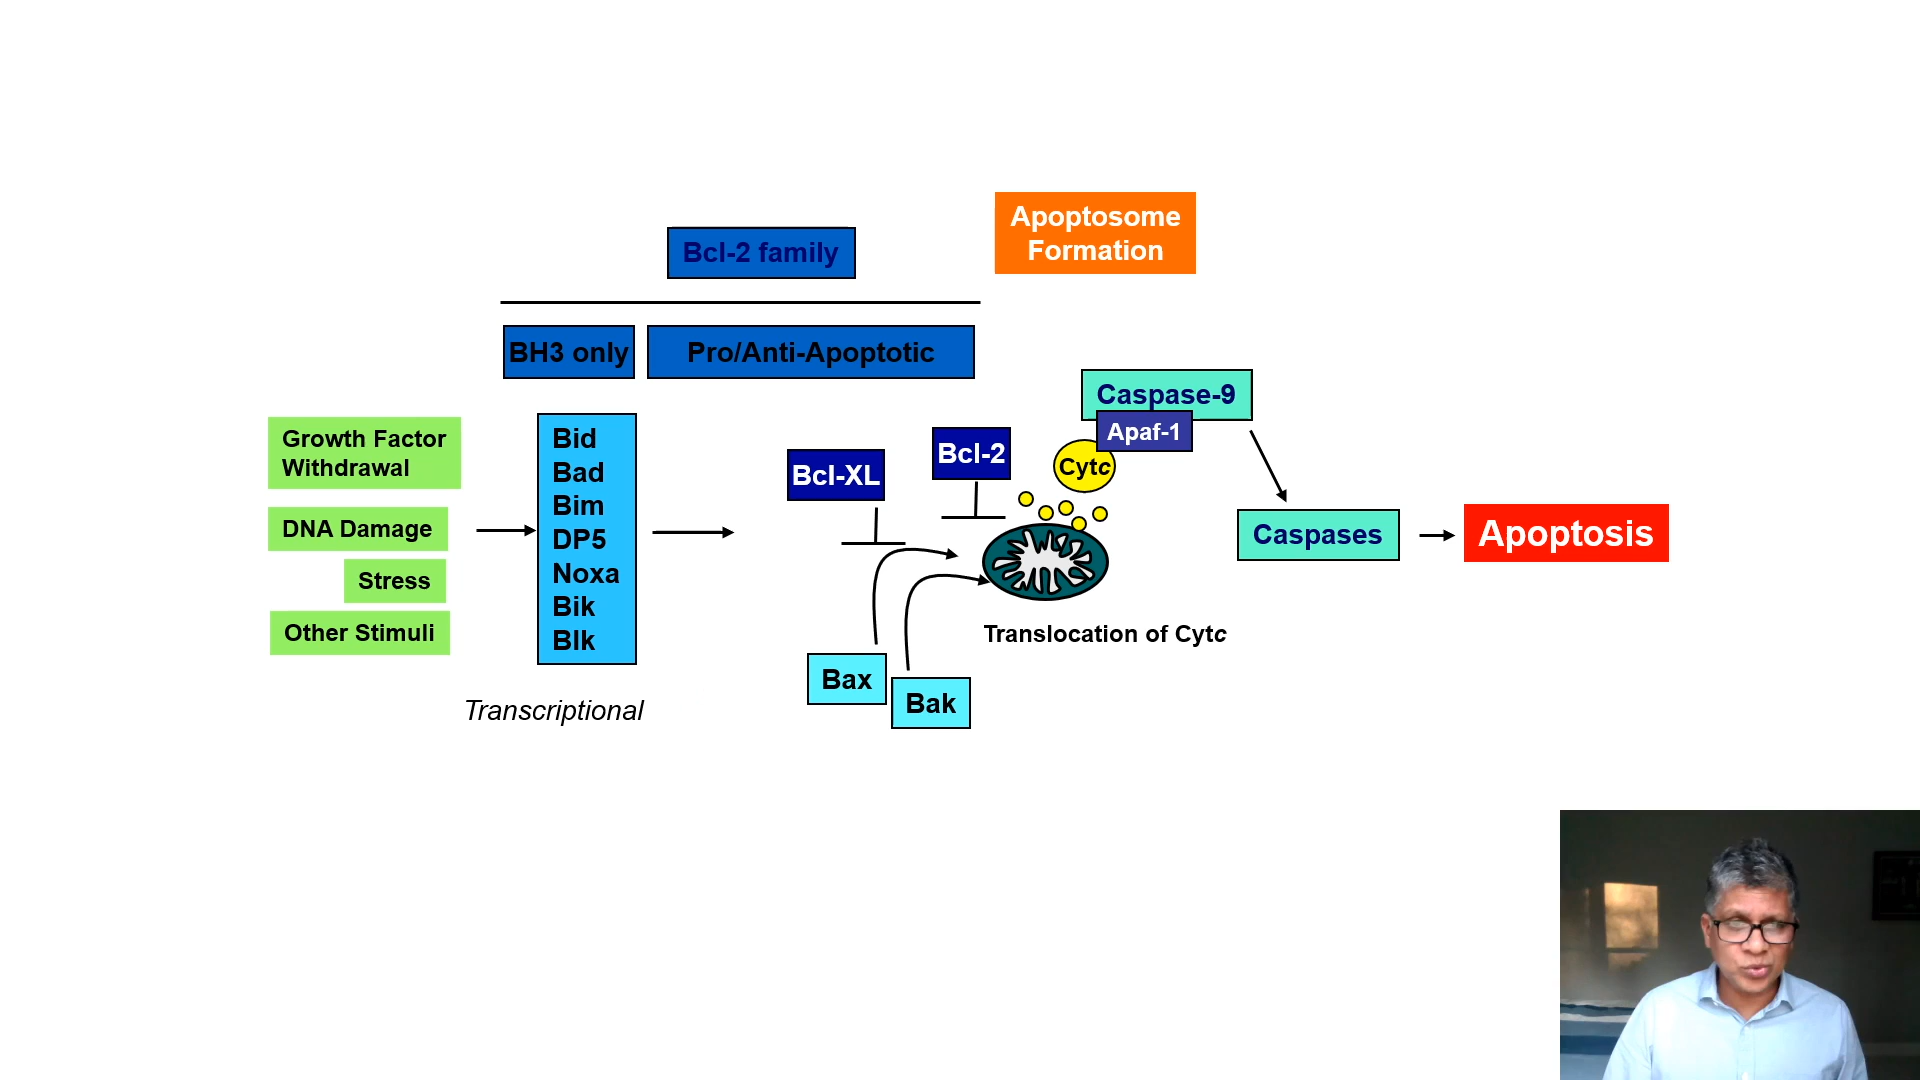 Apoptosome
Formation
Bcl-2 family
BH3 only
Pro/Anti-Apoptotic
Growth Factor
Withdrawal
DNA Damage
Stress
Other Stimuli
Bid
Bad
Bim
DP5
Noxa
Bik
Blk
Transcriptional
Bcl-XL
Bcl-2
Bax
Bak
Caspase-9
Apaf-1
Cytc
Translocation of Cytc
Caspases
Apoptosis